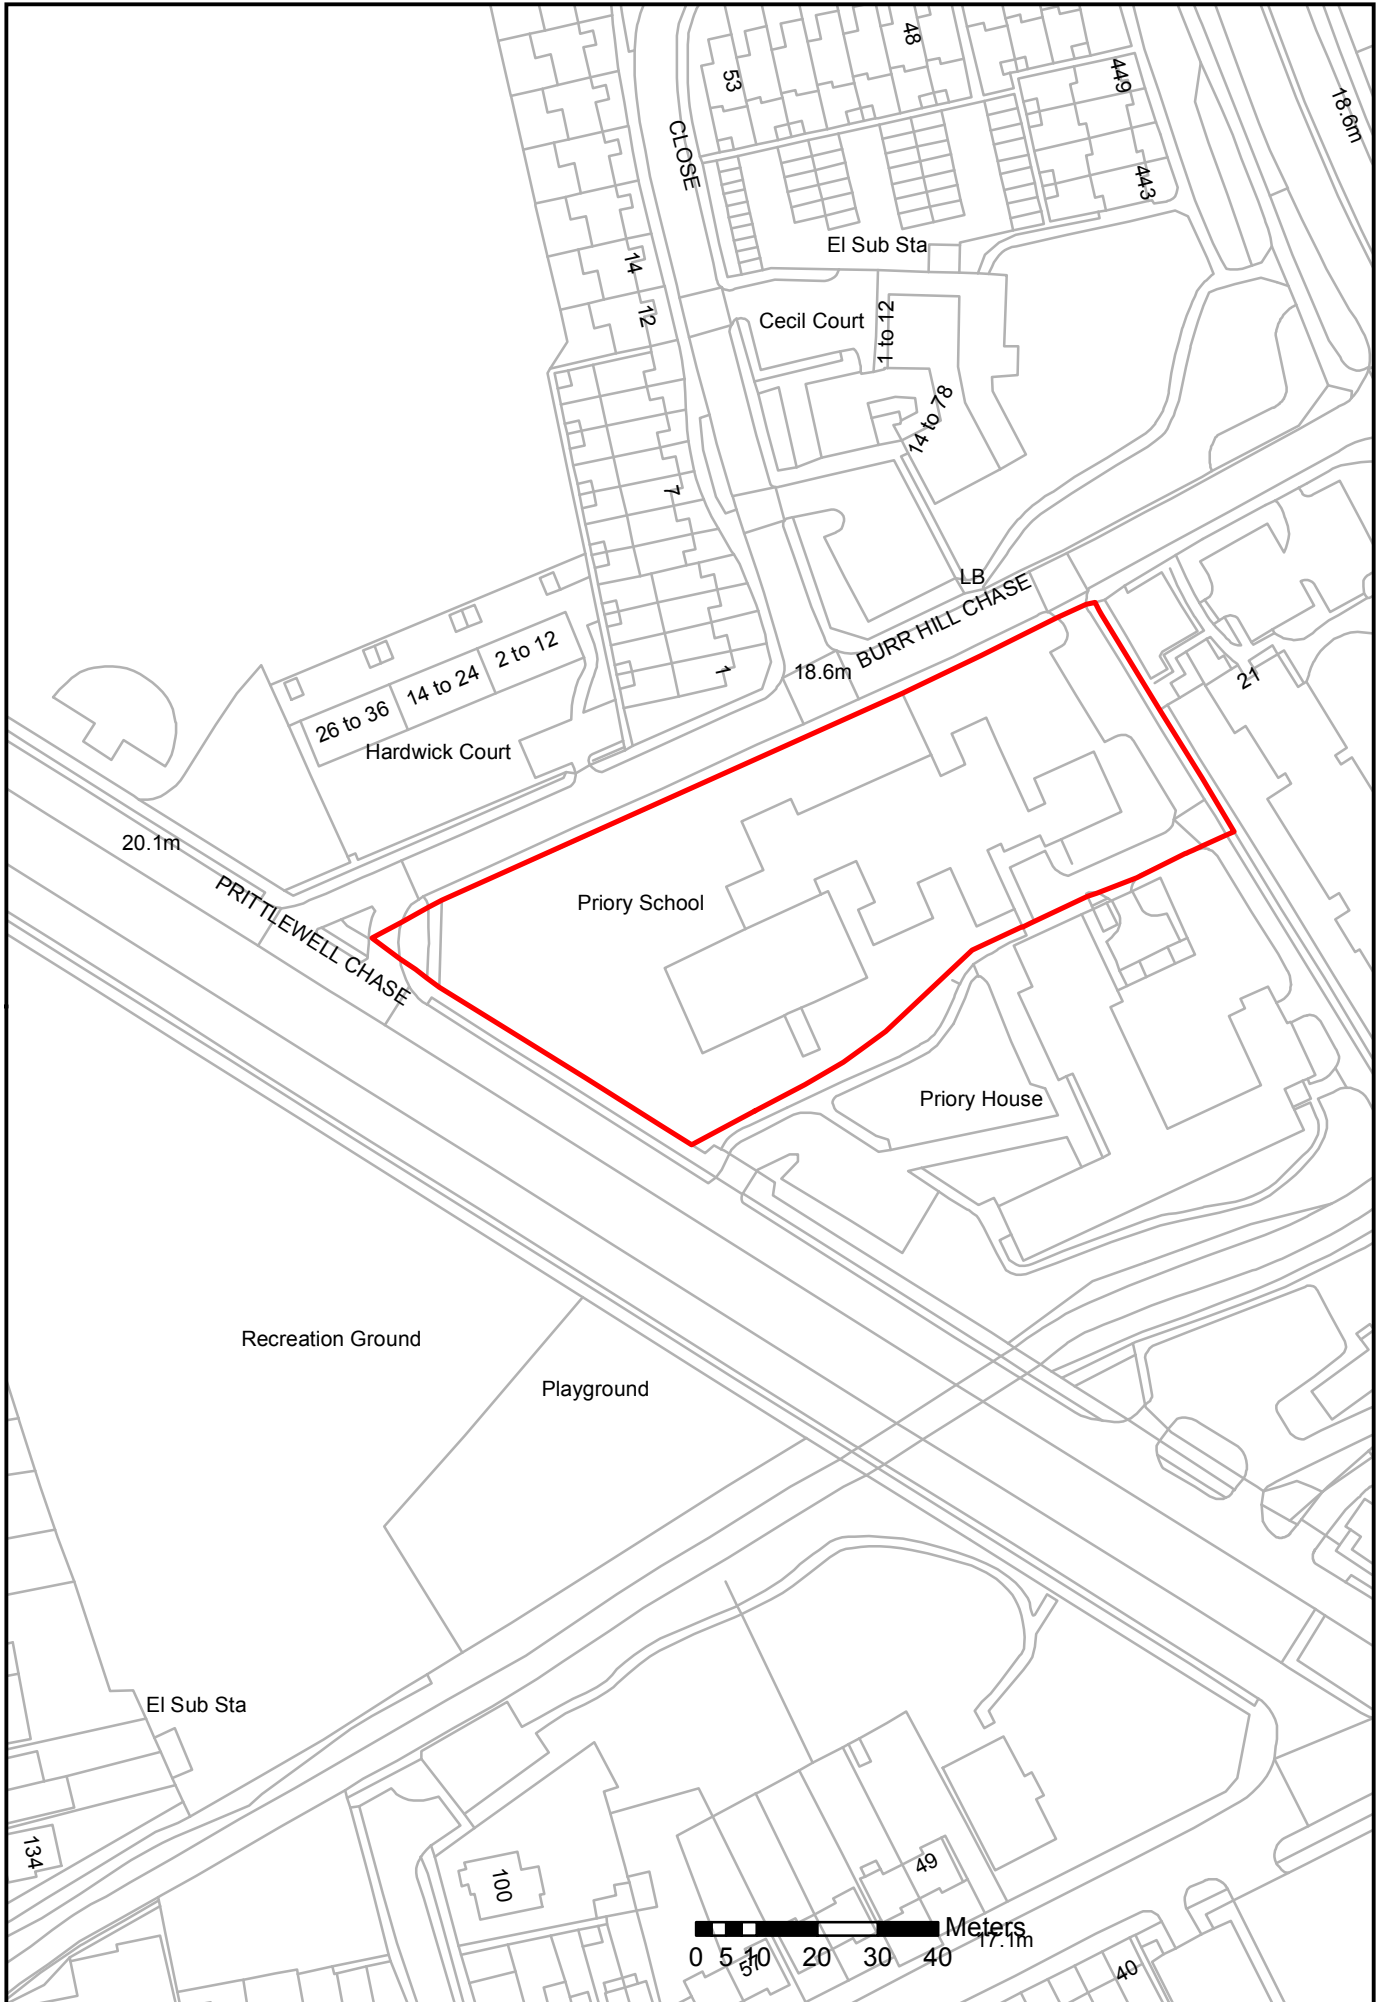 48
53
449
18.6m
CLOSE
443
El Sub Sta
14
12
Cecil Court
1 to 12
14 to 78
7
LB
BURR HILL CHASE
2 to 12
14 to 24
26 to 36
1
18.6m
21
Hardwick Court
20.1m
PRITTLEWELL CHASE
Priory School
Priory House
Recreation Ground
Playground
El Sub Sta
134
100
49
Meters
17.1m
0 5 10 20 30 40
57
40